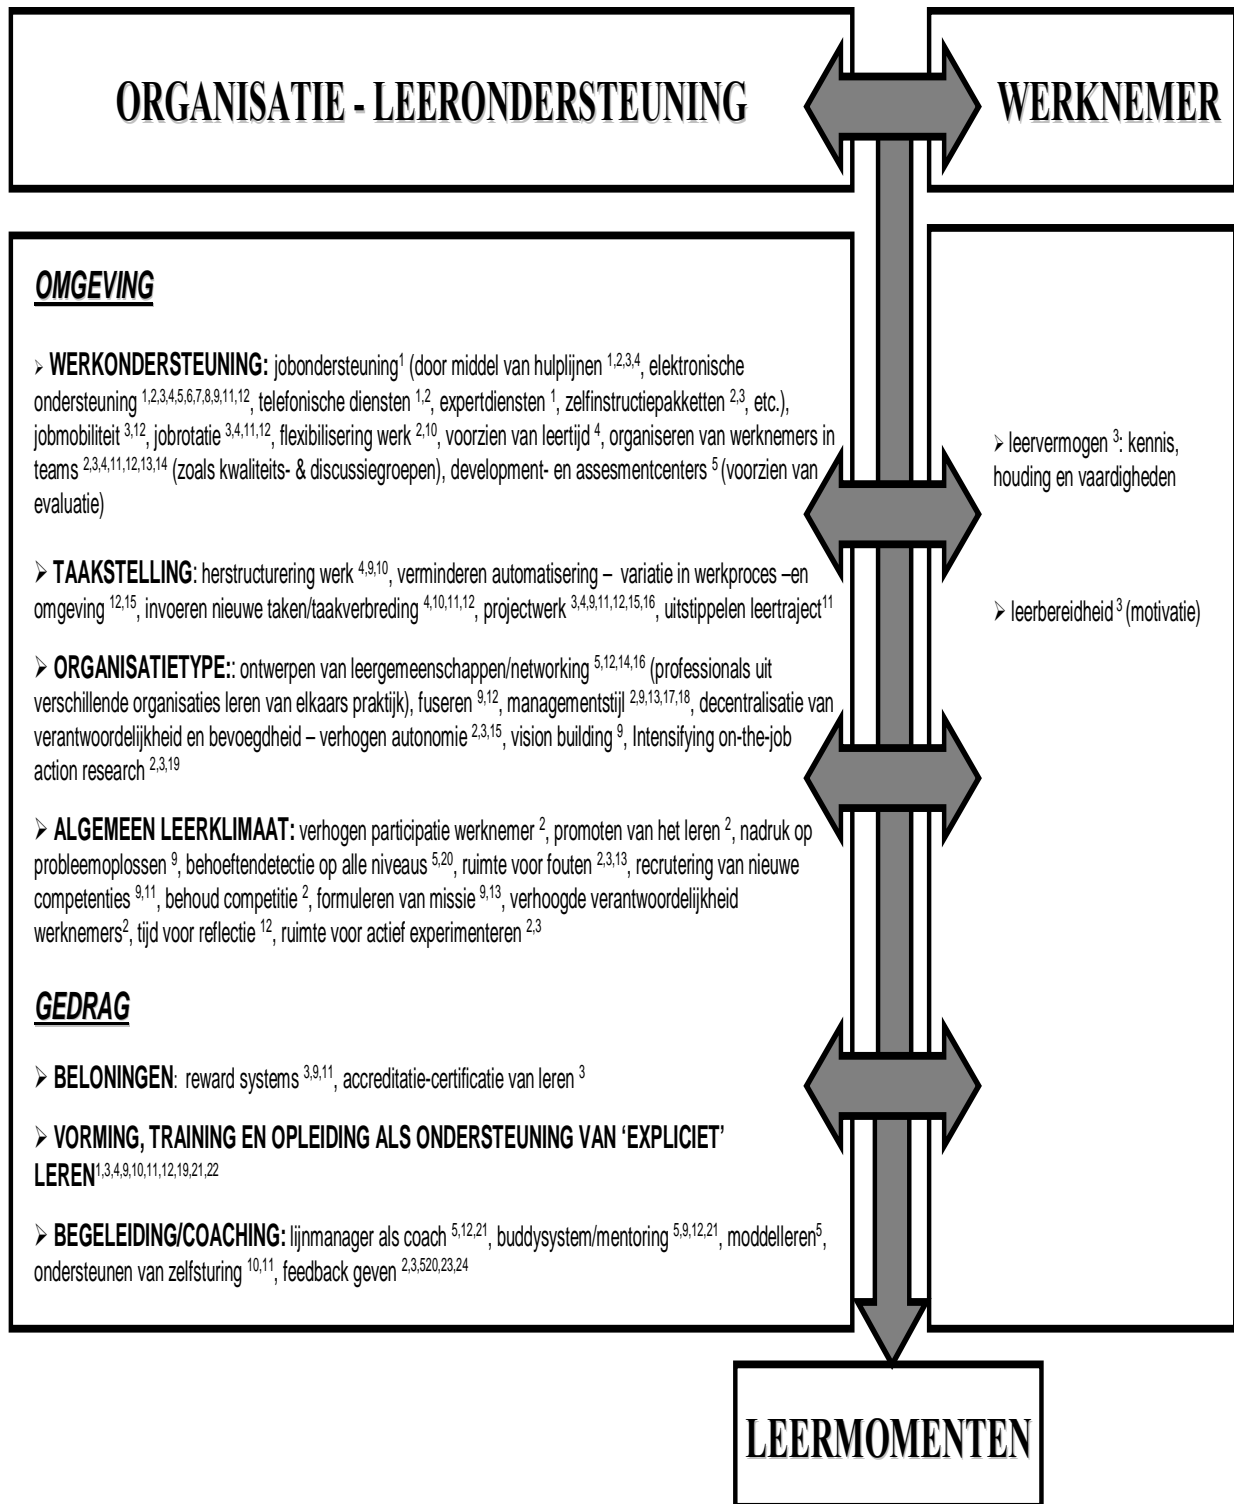 ORGANISATIE - LEERONDERSTEUNING
WERKNEMER
OMGEVING
➢ WERKONDERSTEUNING: jobondersteuning1 (door middel van hulplijnen 1,2,3,4, elektronische
ondersteuning 1,2,3,4,5,6,7,8,9,11,12, telefonische diensten 1,2, expertdiensten 1, zelfinstructiepakketten 2,3, etc.),
jobmobiliteit 3,12, jobrotatie 3,4,11,12, flexibilisering werk 2,10, voorzien van leertijd 4, organiseren van werknemers in
teams 2,3,4,11,12,13,14 (zoals kwaliteits- & discussiegroepen), development- en assesmentcenters 5 (voorzien van
evaluatie)
➢ TAAKSTELLING: herstructurering werk 4,9,10, verminderen automatisering – variatie in werkproces –en
omgeving 12,15, invoeren nieuwe taken/taakverbreding 4,10,11,12, projectwerk 3,4,9,11,12,15,16, uitstippelen leertraject11
➢ ORGANISATIETYPE:: ontwerpen van leergemeenschappen/networking 5,12,14,16 (professionals uit
verschillende organisaties leren van elkaars praktijk), fuseren 9,12, managementstijl 2,9,13,17,18, decentralisatie van
verantwoordelijkheid en bevoegdheid – verhogen autonomie 2,3,15, vision building 9, Intensifying on-the-job
action research 2,3,19
➢ ALGEMEEN LEERKLIMAAT: verhogen participatie werknemer 2, promoten van het leren 2, nadruk op
probleemoplossen 9, behoeftendetectie op alle niveaus 5,20, ruimte voor fouten 2,3,13, recrutering van nieuwe
competenties 9,11, behoud competitie 2, formuleren van missie 9,13, verhoogde verantwoordelijkheid
werknemers2, tijd voor reflectie 12, ruimte voor actief experimenteren 2,3
GEDRAG
➢ BELONINGEN: reward systems 3,9,11, accreditatie-certificatie van leren 3
➢ VORMING, TRAINING EN OPLEIDING ALS ONDERSTEUNING VAN ‘EXPLICIET’
LEREN1,3,4,9,10,11,12,19,21,22
➢ BEGELEIDING/COACHING: lijnmanager als coach 5,12,21, buddysystem/mentoring 5,9,12,21, moddelleren5,
ondersteunen van zelfsturing 10,11, feedback geven 2,3,520,23,24
➢ leervermogen 3: kennis,
houding en vaardigheden
➢ leerbereidheid 3 (motivatie)
LEERMOMENTEN